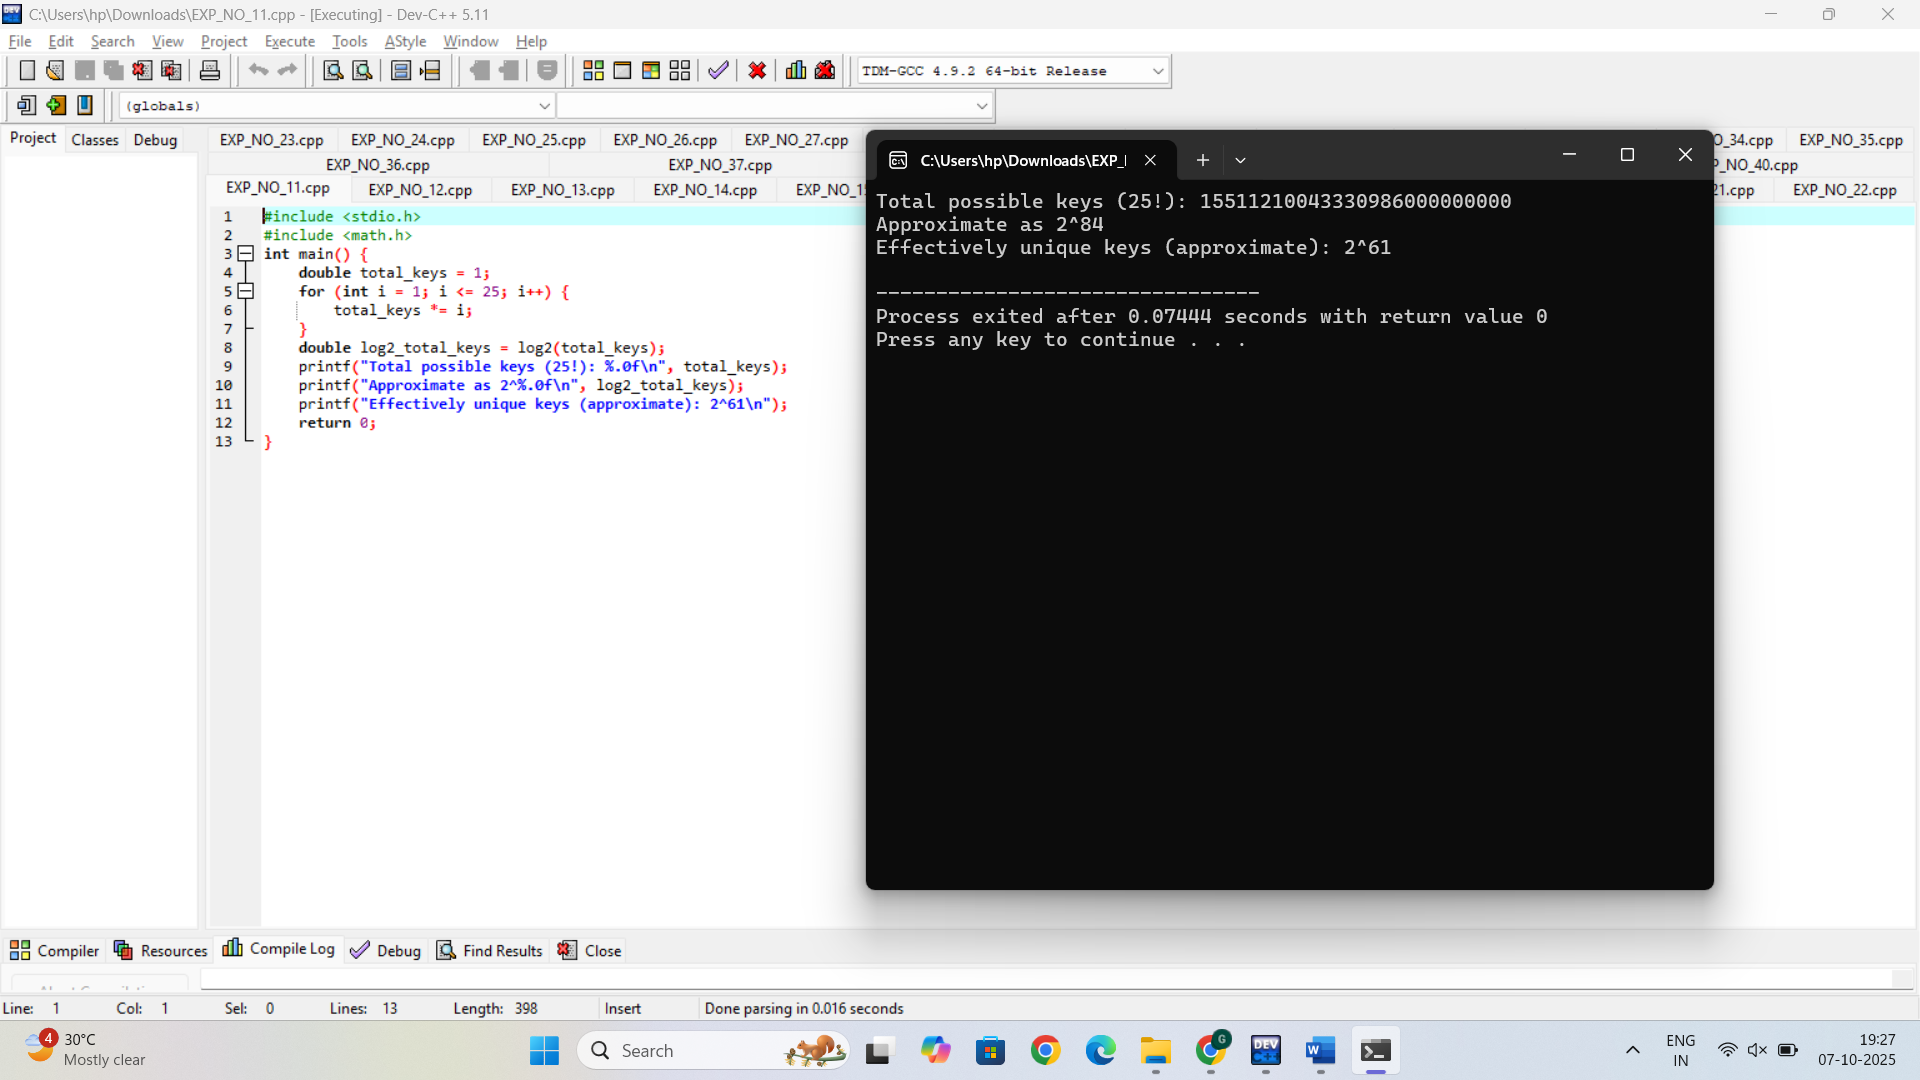 C:\Users\hp\Downloads\EXP_NO_11.cpp - [Executing] - Dev-C++ 5.11
File Edit Search View Project Execute Tools AStyle Window Help
TDM-GCC 4.9.2 64-bit Release
(globals)
Project Classes Debug
EXP_NO_23.cpp EXP_NO_24.cpp EXP_NO_25.cpp EXP_NO_26.cpp EXP_NO_27.cpp O_34.cpp EXP_NO_35.cpp
EXP_NO_36.cpp EXP_NO_37.cpp P_NO_40.cpp
EXP_NO_11.cpp EXP_NO_12.cpp EXP_NO_13.cpp EXP_NO_14.cpp EXP_NO_15 21.cpp EXP_NO_22.cpp
1 #include <stdio.h>
2 #include <math.h>
3 int main() {
4 double total_keys = 1;
5 for (int i = 1; i <= 25; i++) {
6 total_keys *= i;
7 }
8 double log2_total_keys = log2(total_keys);
9 printf("Total possible keys (25!): %.0f\n", total_keys);
10 printf("Approximate as 2^%.0f\n", log2_total_keys);
11 printf("Effectively unique keys (approximate): 2^61\n");
12 return 0;
13 }
C:\Users\hp\Downloads\EXP_I
Total possible keys (25!): 15511210043330986000000000
Approximate as 2^84
Effectively unique keys (approximate): 2^61
--------------------------------
Process exited after 0.07444 seconds with return value 0
Press any key to continue . . .
Compiler Resources Compile Log Debug Find Results Close
Line: 1 Col: 1 Sel: 0 Lines: 13 Length: 398 Insert Done parsing in 0.016 seconds
4
30°C
Mostly clear
Search
G
DEV
C++
W
ENG
IN
19:27
07-10-2025